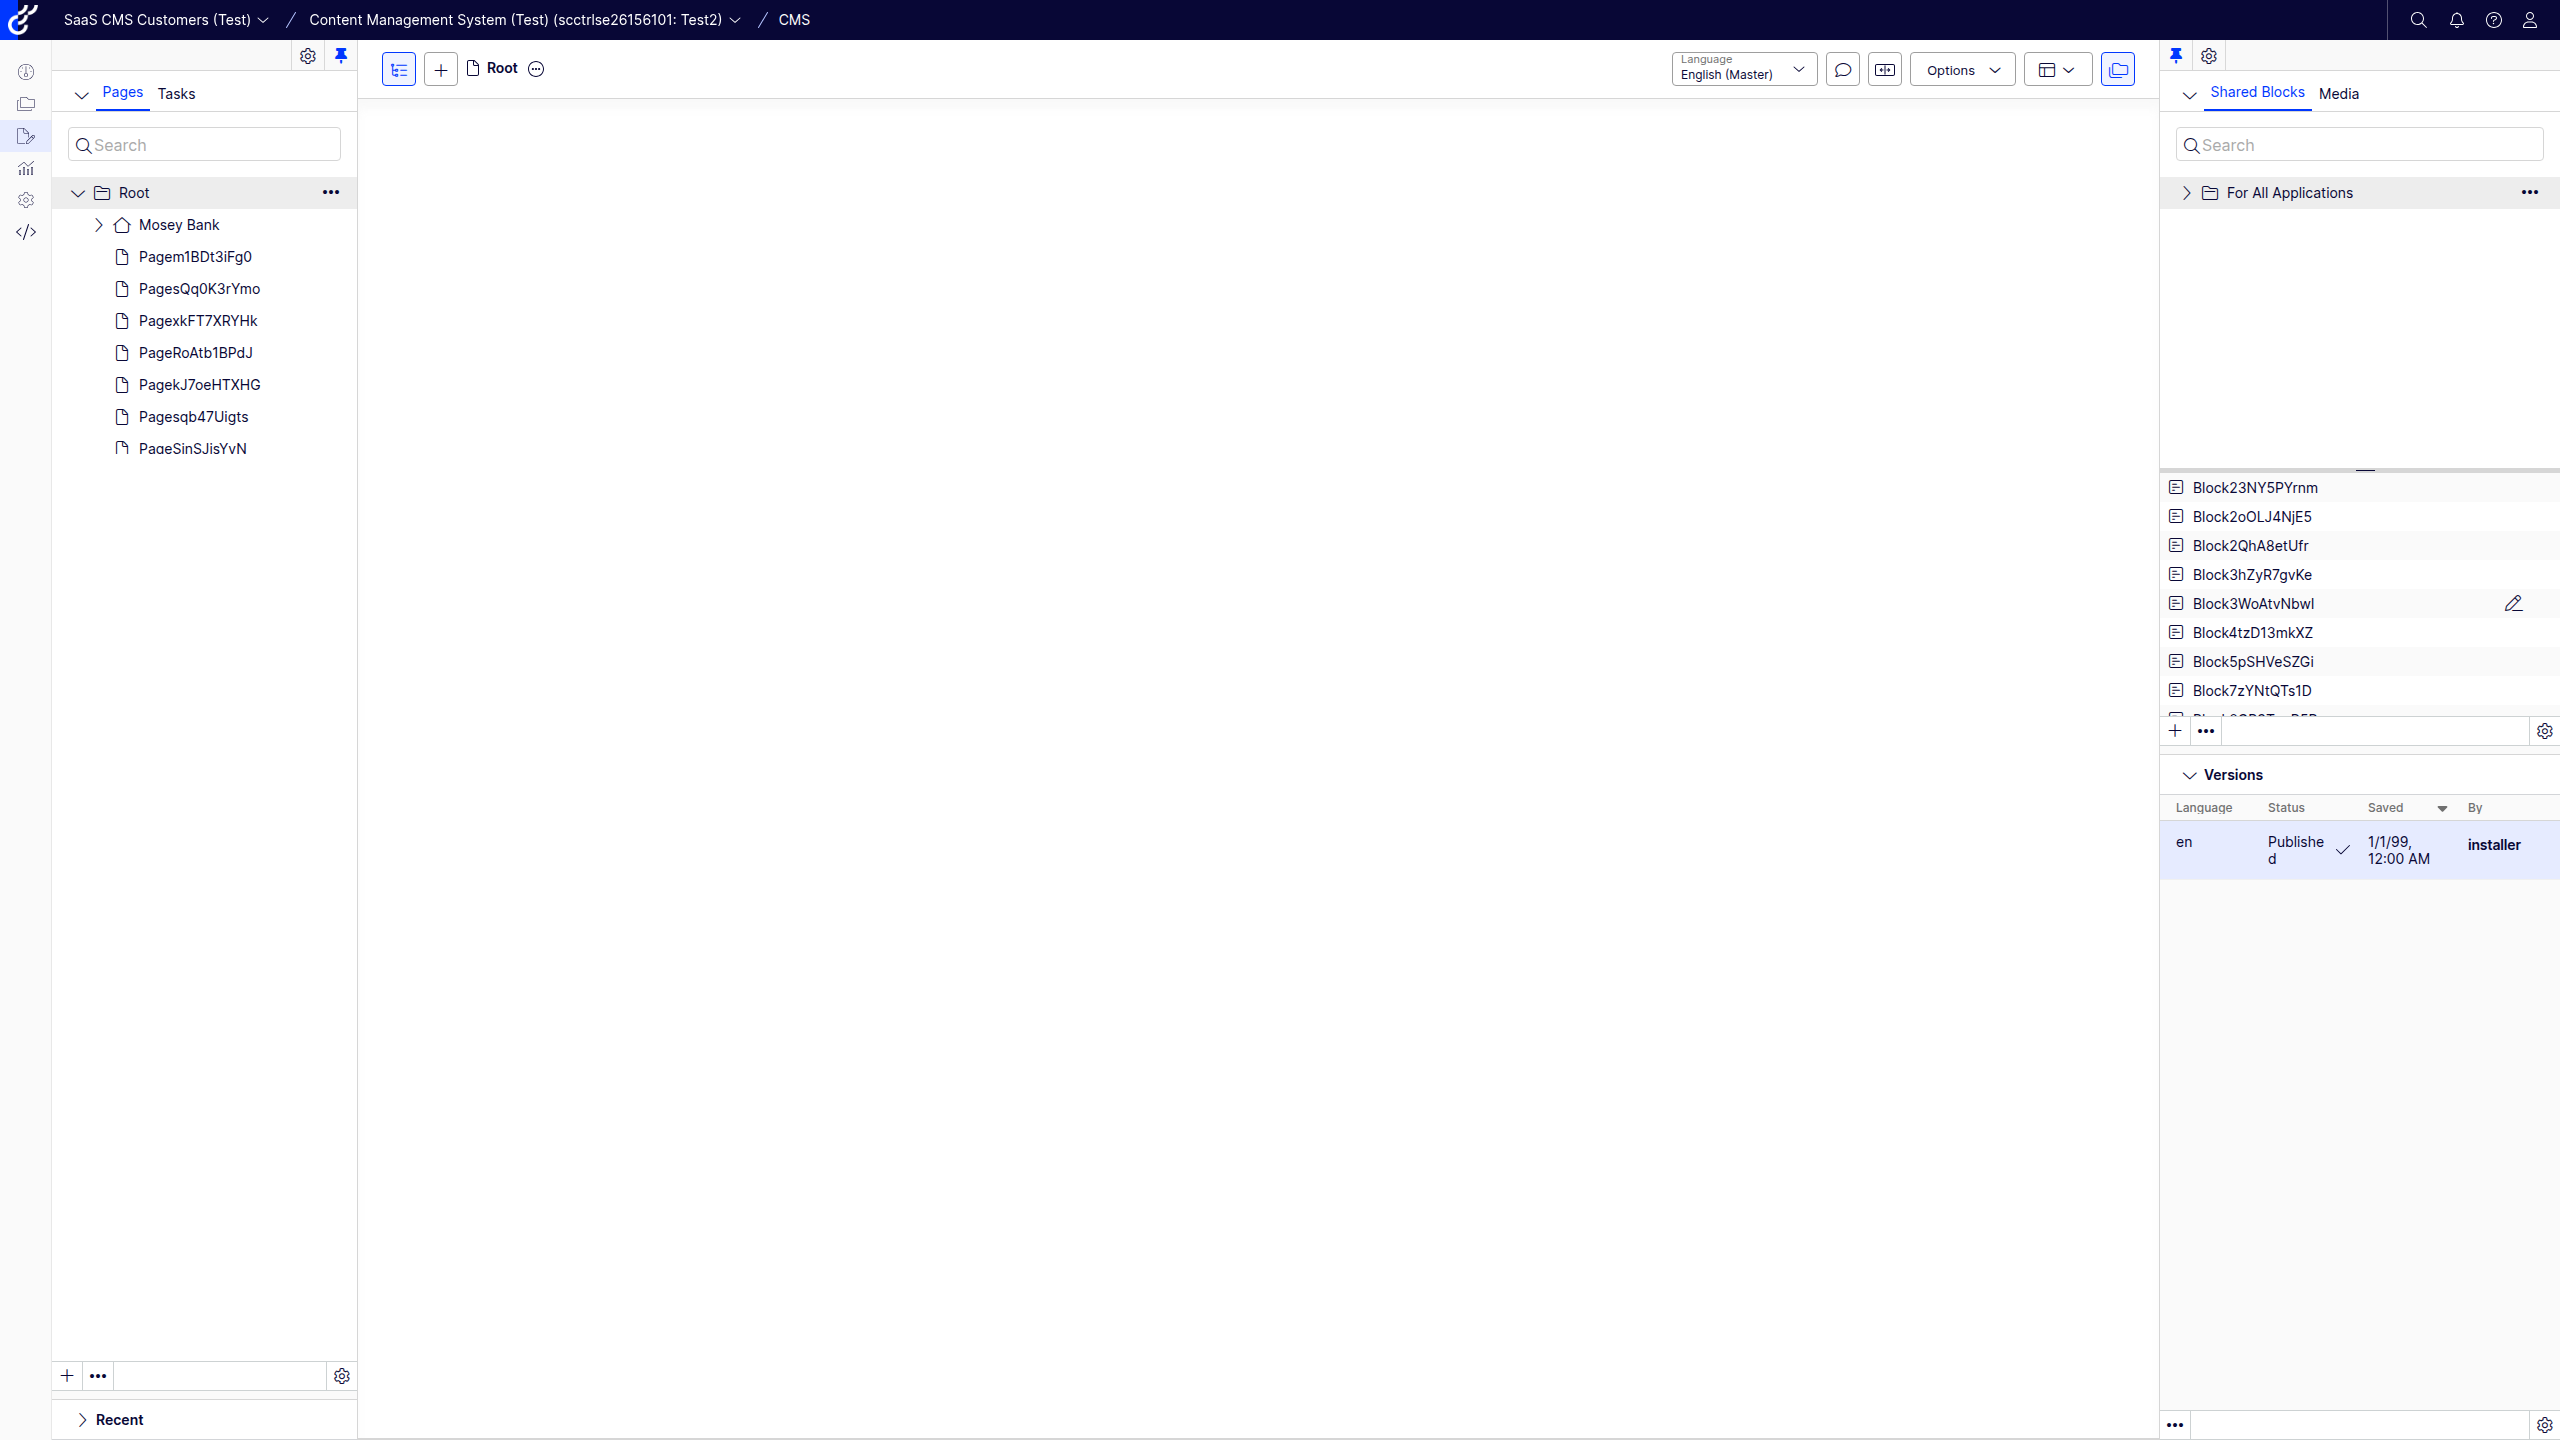 SaaS CMS Customers (Test) / Content Management System (Test) (scctrlse26156101: Test2) / CMS
Pages Tasks
Search
Root
Mosey Bank
Pagem1BDt3iFg0
PagesQq0K3rYmo
PagexkFT7XRYHk
PageRoAtb1BPdJ
PagekJ7oeHTXHG
Pagesqb47Uigts
PageSinSJisYvN
Recent
Root
Language
English (Master)
Options
Shared Blocks Media
Search
For All Applications
Block23NY5PYrnm
Block2oOLJ4NjE5
Block2QhA8etUfr
Block3hZyR7gvKe
Block3WoAtvNbwI
Block4tzD13mkXZ
Block5pSHVeSZGi
Block7zYNtQTs1D
Versions
Language Status Saved By
en Publishe 1/1/99, installer
d 12:00 AM